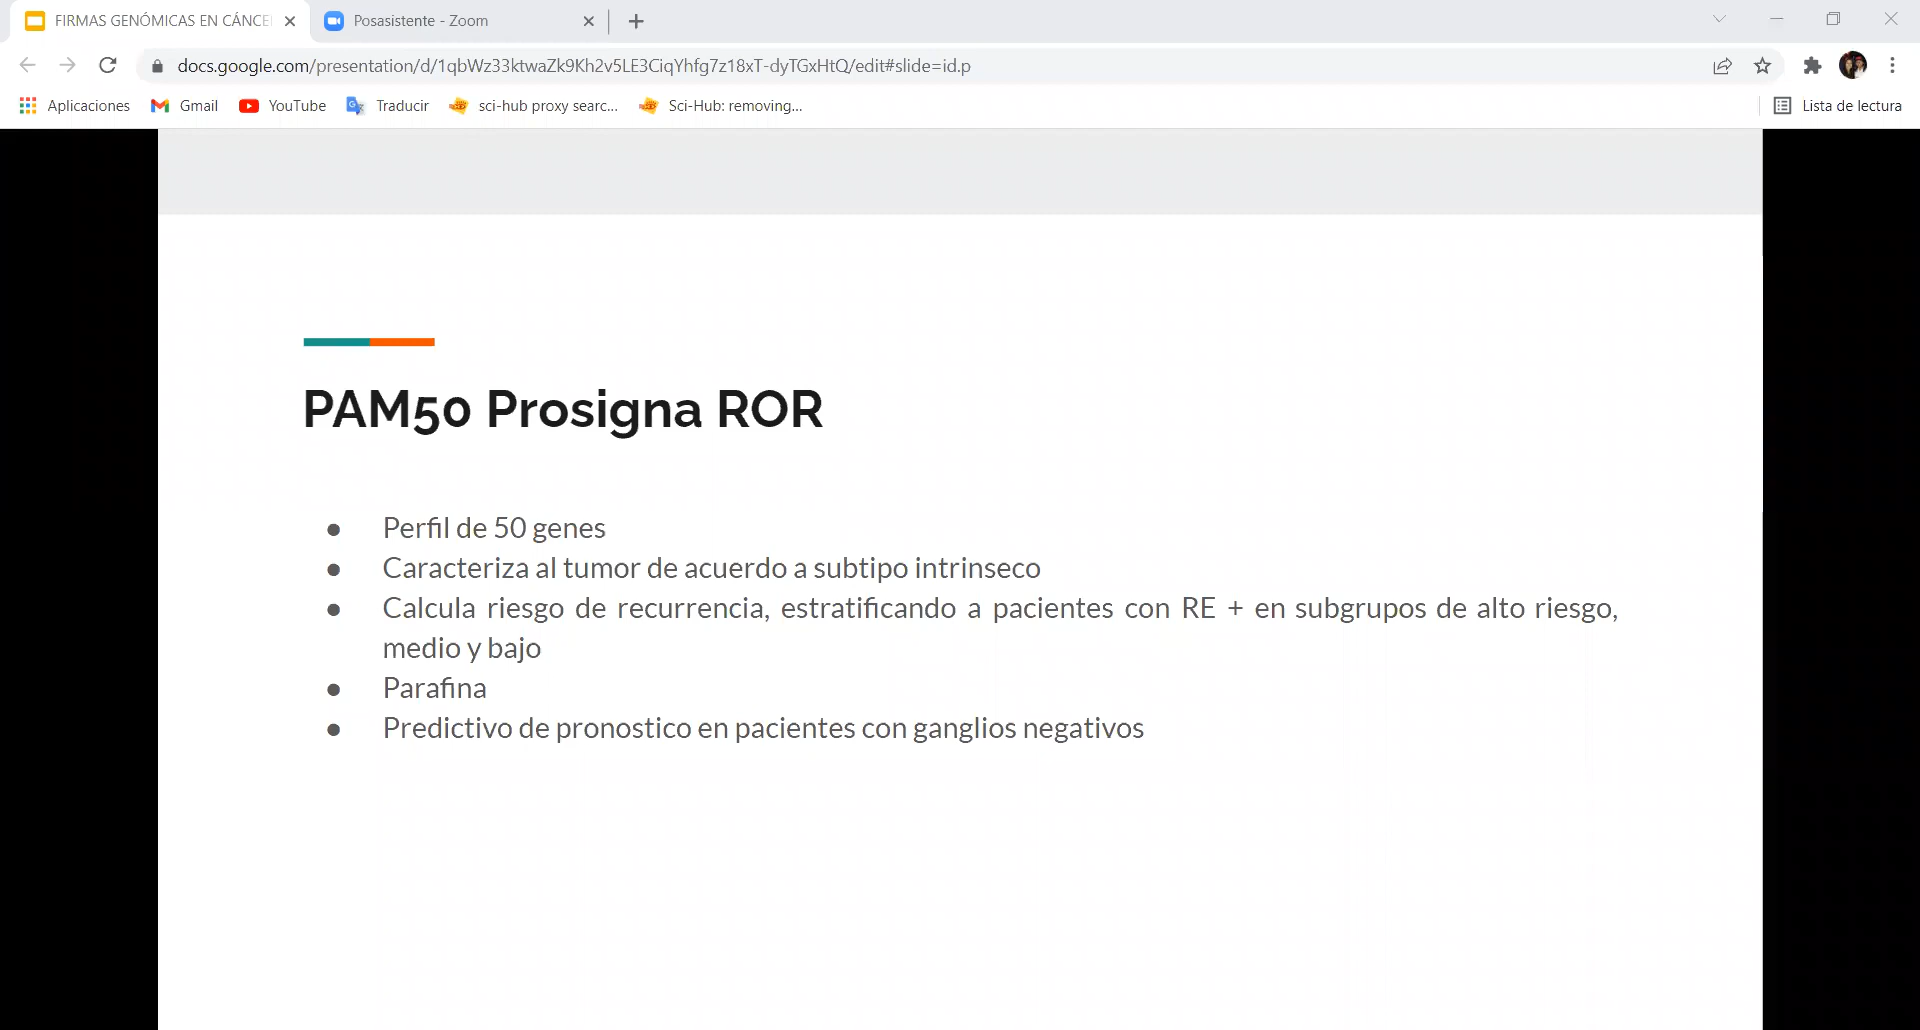 FIRMAS GENÓMICAS EN CÁNCE
Posasistente - Zoom
docs.google.com/presentation/d/1qbWz33ktwaZk9Kh2v5LE3CiqYhfg7z18xT-dyTGxHtQ/edit#slide=id.p
Aplicaciones Gmail YouTube Traducir sci-hub proxy searc... Sci-Hub: removing... Lista de lectura
PAM50 Prosigna ROR
● Perfil de 50 genes
● Caracteriza al tumor de acuerdo a subtipo intrinseco
● Calcula riesgo de recurrencia, estratificando a pacientes con RE + en subgrupos de alto riesgo,
medio y bajo
● Parafina
● Predictivo de pronostico en pacientes con ganglios negativos